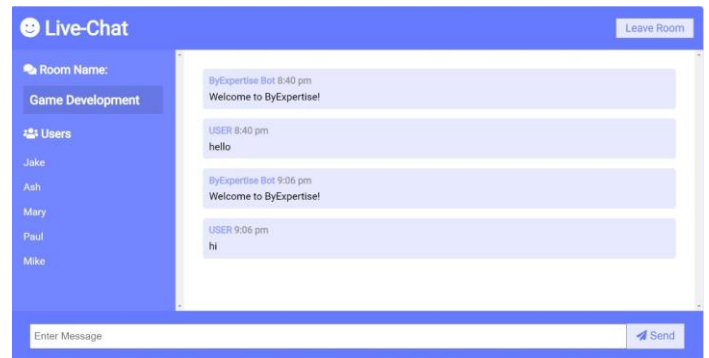 Live-Chat
Leave Room
Room Name:
Game Development
Users
Jake
Ash
Mary
Paul
Mike
ByExpertise Bot 8:40 pm
Welcome to ByExpertise!
USER 8:40 pm
hello
ByExpertise Bot 9:06 pm
Welcome to ByExpertise!
USER 9:06 pm
hi
Enter Message
Send